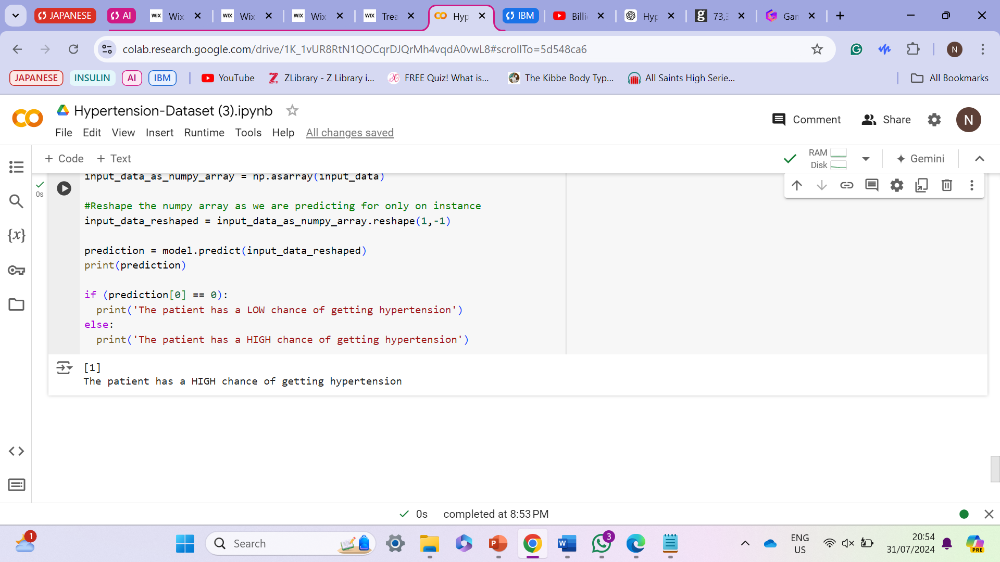 JAPANESE
AI
WIX Wix
WIX Wix
WIX Wix
WIX Trea
Hyp
IBM
Billi
Hyp
g 73,3
Gan
colab.research.google.com/drive/1K_1vUR8RtN1QOCqrDJQrMh4vqdA0vwL8#scrollTo=5d548ca6
N
JAPANESE
INSULIN
AI
IBM
YouTube
ZLibrary - Z Library i...
FREE Quiz! What is...
The Kibbe Body Typ...
All Saints High Serie...
All Bookmarks
Hypertension-Dataset (3).ipynb
Comment
Share
N
File Edit View Insert Runtime Tools Help All changes saved
+ Code + Text
RAM
Disk
Gemini
0s
input_data_as_numpy_array = np.asarray(input_data)
#Reshape the numpy array as we are predicting for only on instance
input_data_reshaped = input_data_as_numpy_array.reshape(1,-1)
prediction = model.predict(input_data_reshaped)
print(prediction)
if (prediction[0] == 0):
print('The patient has a LOW chance of getting hypertension')
else:
print('The patient has a HIGH chance of getting hypertension')
[1]
The patient has a HIGH chance of getting hypertension
{x}
0s completed at 8:53 PM
1
Search
3
ENG
US
20:54
31/07/2024
PRE